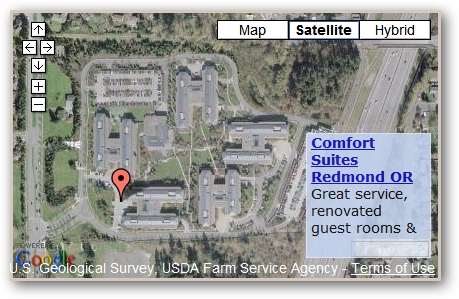 Map Satellite Hybrid
Comfort
Suites
Redmond OR
Great service,
renovated
guest rooms &
POWERED BY
Google
U.S. Geological Survey, USDA Farm Service Agency - Terms of Use